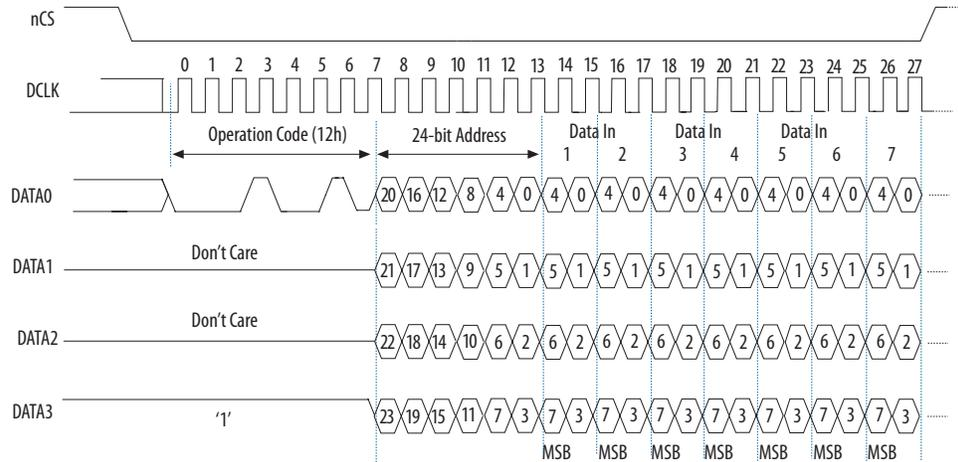 nCS
0 1 2 3 4 5 6 7 8 9 10 11 12 13 14 15 16 17 18 19 20 21 22 23 24 25 26 27
DCLK
Operation Code (12h) 24-bit Address Data In Data In Data In
1 2 3 4 5 6 7
DATA0 20 16 12 8 4 0 4 0 4 0 4 0 4 0 4 0 4 0 4 0
Don't Care
DATA1 21 17 13 9 5 1 5 1 5 1 5 1 5 1 5 1 5 1 5 1
Don't Care
DATA2 22 18 14 10 6 2 6 2 6 2 6 2 6 2 6 2 6 2 6 2
DATA3 '1' 23 19 15 11 7 3 7 3 7 3 7 3 7 3 7 3 7 3 7 3
MSB MSB MSB MSB MSB MSB MSB